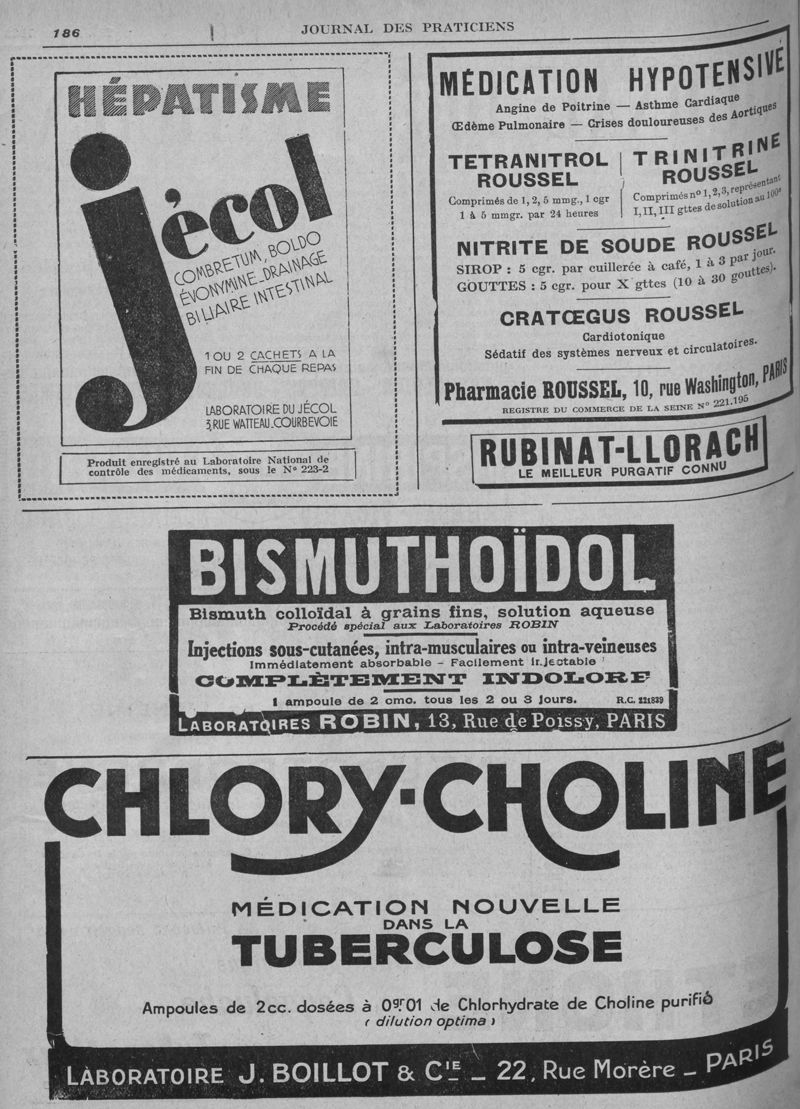 186
JOURNAL DES PRATICIENS
HÉPATISME
jécol
COMBRETUM, BOLDO
ÉVONYMINE_DRAINAGE
BILIAIRE INTESTINAL
1 OU 2 CACHETS A LA
FIN DE CHAQUE REPAS
LABORATOIRE DU JÉCOL
3, RUE WATTEAU. COURBEVOIE
Produit enregistré au Laboratoire National de
contrôle des médicaments, sous le N° 223-2
MÉDICATION HYPOTENSIVE
Angine de Poitrine — Asthme Cardiaque
Œdème Pulmonaire — Crises douloureuses des Aortiques
TETRANITROL
ROUSSEL
Comprimés de 1, 2, 5 mmg., 1 cgr
1 à 5 mmgr. par 24 heures
TRINITRINE
ROUSSEL
Comprimés n° 1, 2, 3, représentant
I, II, III gttes de solution au 100e
NITRITE DE SOUDE ROUSSEL
SIROP : 5 cgr. par cuillerée à café, 1 à 3 par jour.
GOUTTES : 5 cgr. pour X gttes (10 à 30 gouttes).
CRATŒGUS ROUSSEL
Cardiotonique
Sédatif des systèmes nerveux et circulatoires.
Pharmacie ROUSSEL, 10, rue Washington, PARIS
REGISTRE DU COMMERCE DE LA SEINE N° 221.195
RUBINAT-LLORACH
LE MEILLEUR PURGATIF CONNU
BISMUTHOÏDOL
Bismuth colloïdal à grains fins, solution aqueuse
Procédé spécial aux Laboratoires ROBIN
Injections sous-cutanées, intra-musculaires ou intra-veineuses
Immédiatement absorbable - Facilement injectable
COMPLÈTEMENT INDOLORE
1 ampoule de 2 cmc. tous les 2 ou 3 jours. R.C. 221839
LABORATOIRES ROBIN, 13, Rue de Poissy, PARIS
CHLORY-CHOLINE
MÉDICATION NOUVELLE
DANS LA
TUBERCULOSE
Ampoules de 2cc. dosées à 0gr.01 de Chlorhydrate de Choline purifié
( dilution optima )
LABORATOIRE J. BOILLOT & CIE _ 22, Rue Morère _ PARIS